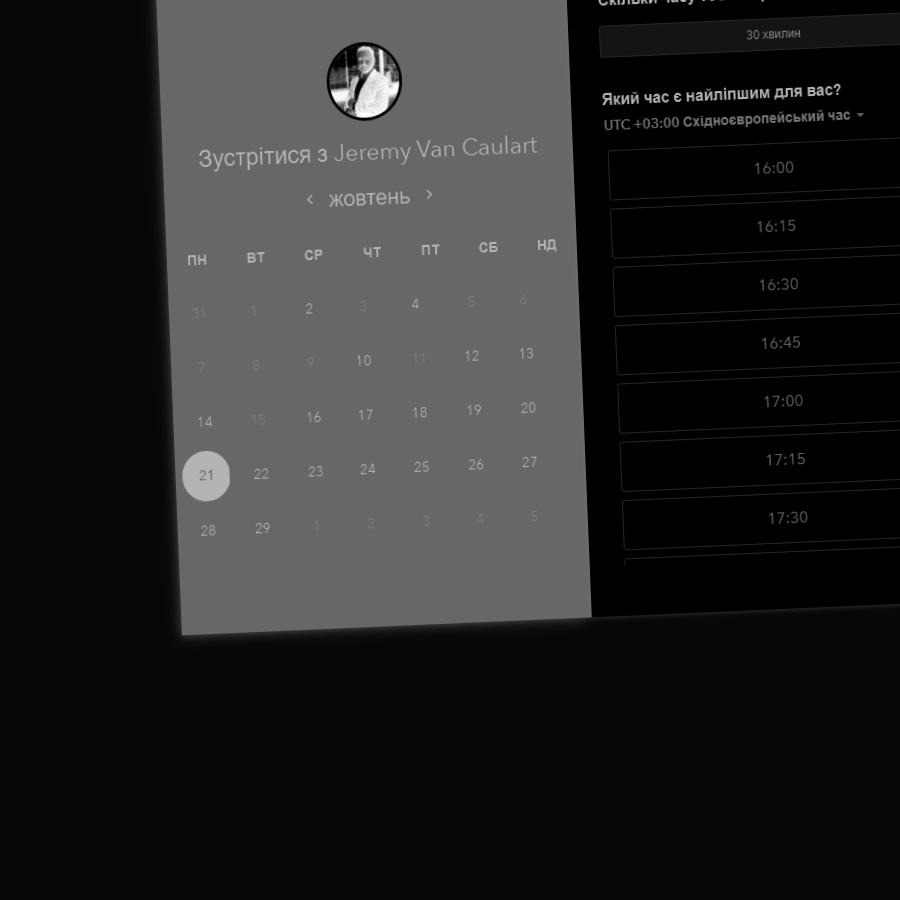 Зустрітися з Jeremy Van Caulart
жовтень
ПН ВТ СР ЧТ ПТ СБ НД
31 1 2 3 4 5 6
7 8 9 10 11 12 13
14 15 16 17 18 19 20
21 22 23 24 25 26 27
28 29 1 2 3 4 5
30 хвилин
Який час є найліпшим для вас?
UTC +03:00 Східноєвропейський час
16:00
16:15
16:30
16:45
17:00
17:15
17:30